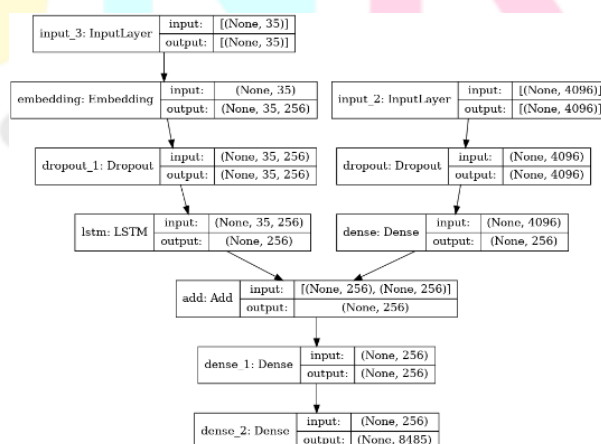 input_3: InputLayer input: [(None, 35)]
output: [(None, 35)]
embedding: Embedding input: (None, 35)
output: (None, 35, 256)
input_2: InputLayer input: [(None, 4096)]
output: [(None, 4096)]
dropout_1: Dropout input: (None, 35, 256)
output: (None, 35, 256)
dropout: Dropout input: (None, 4096)
output: (None, 4096)
lstm: LSTM input: (None, 35, 256)
output: (None, 256)
dense: Dense input: (None, 4096)
output: (None, 256)
add: Add input: [(None, 256), (None, 256)]
output: (None, 256)
dense_1: Dense input: (None, 256)
output: (None, 256)
dense_2: Dense input: (None, 256)
output: (None, 8485)